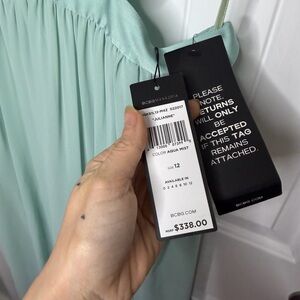 "JULIANNE"
COLOR AQUA MIST
SIZE 12
AVAILABLE IN
0 2 4 6 8 10 12
BCBG.COM
MSRP $338.00
PLEASE
NOTE,
RETURNS
WILL ONLY
BE
ACCEPTED
IF THIS TAG
REMAINS
ATTACHED.